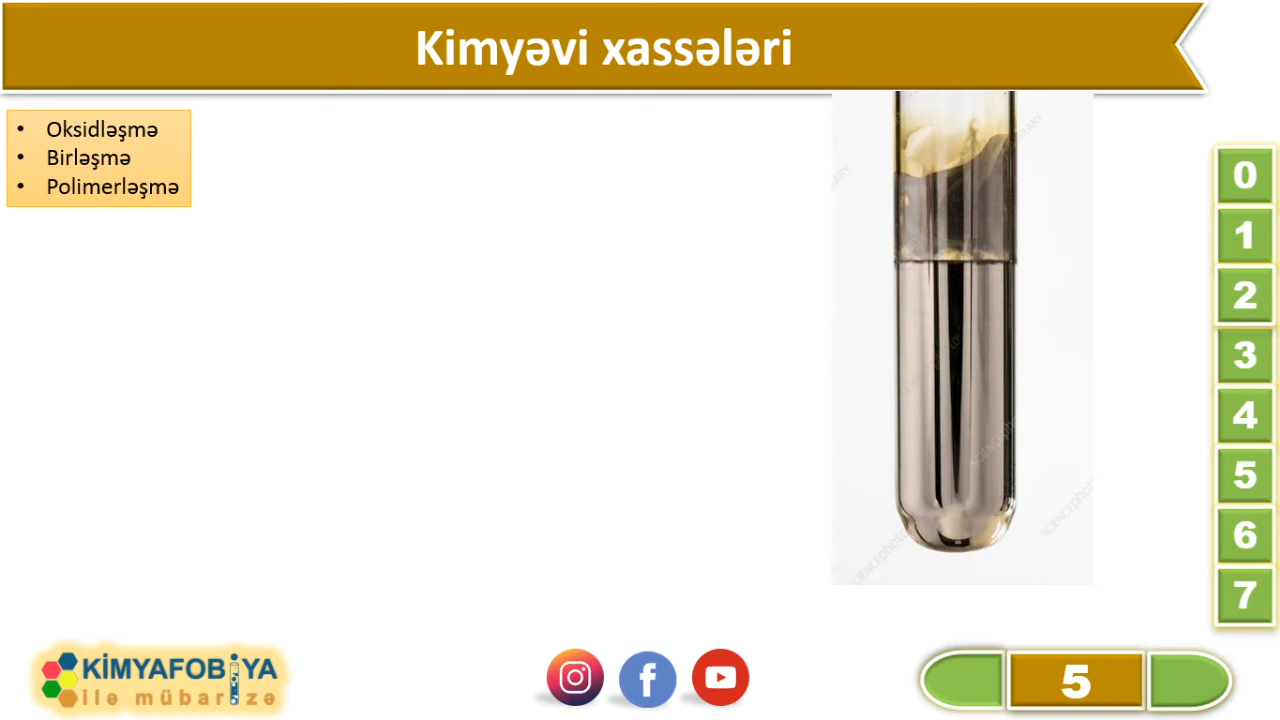 Kimyəvi xassələri
• Oksidləşmə
• Birləşmə
• Polimerləşmə
0
1
2
3
4
5
6
7
KİMYAFOBİYA
ilə mübarizə
5